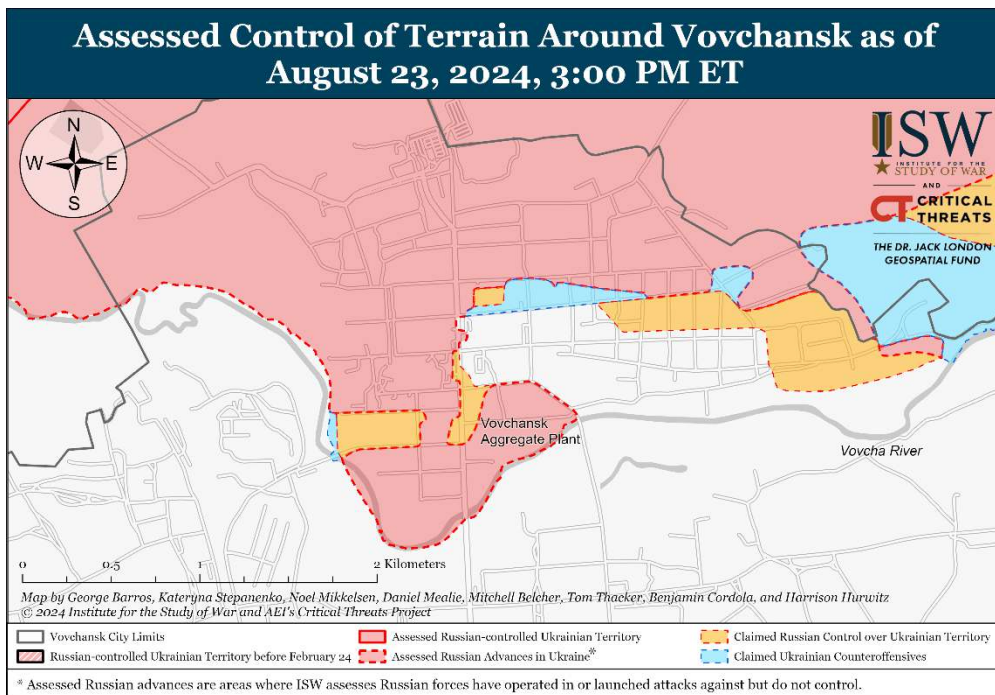 Assessed Control of Terrain Around Vovchansk as of
August 23, 2024, 3:00 PM ET
N
W
E
S
ISW
INSTITUTE FOR THE
STUDY OF WAR
AND
CT CRITICAL
THREATS
THE DR. JACK LONDON
GEOSPATIAL FUND
Vovchansk
Aggregate Plant
Vovcha River
0 0.5 1 2 Kilometers
Map by George Barros, Kateryna Stepanenko, Noel Mikkelsen, Daniel Mealie, Mitchell Belcher, Tom Thacker, Benjamin Cordola, and Harrison Hurwitz
© 2024 Institute for the Study of War and AEI's Critical Threats Project
Vovchansk City Limits
Assessed Russian-controlled Ukrainian Territory
Claimed Russian Control over Ukrainian Territory
Russian-controlled Ukrainian Territory before February 24
Assessed Russian Advances in Ukraine*
Claimed Ukrainian Counteroffensives
* Assessed Russian advances are areas where ISW assesses Russian forces have operated in or launched attacks against but do not control.